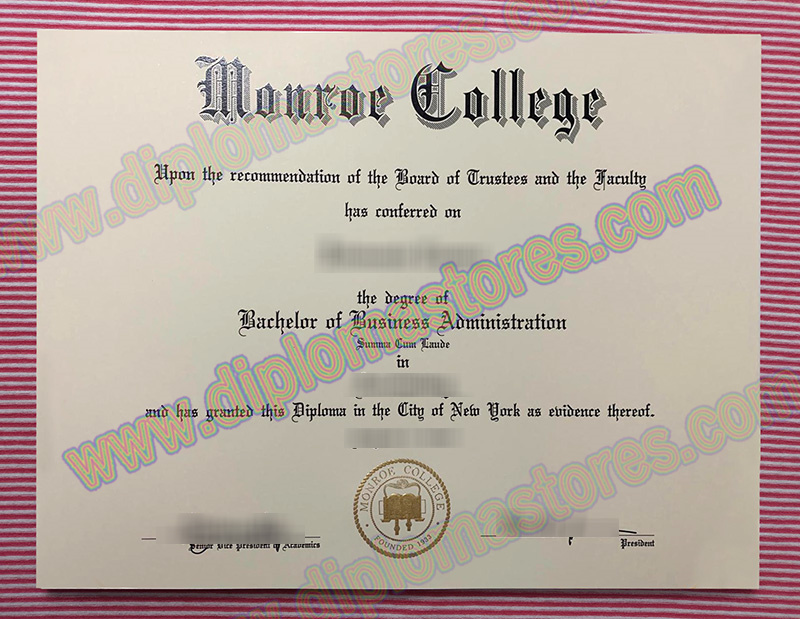 Monroe College
Upon the recommendation of the Board of Trustees and the Faculty
has conferred on
the degree of
Bachelor of Business Administration
Summa Cum Laude
in
and has granted this Diploma in the City of New York as evidence thereof.
MONROE COLLEGE
FOUNDED 1933
Senior Vice President of Academics
President
www.diplomastores.com
www.diplomastores.com
www.diplomastores.com